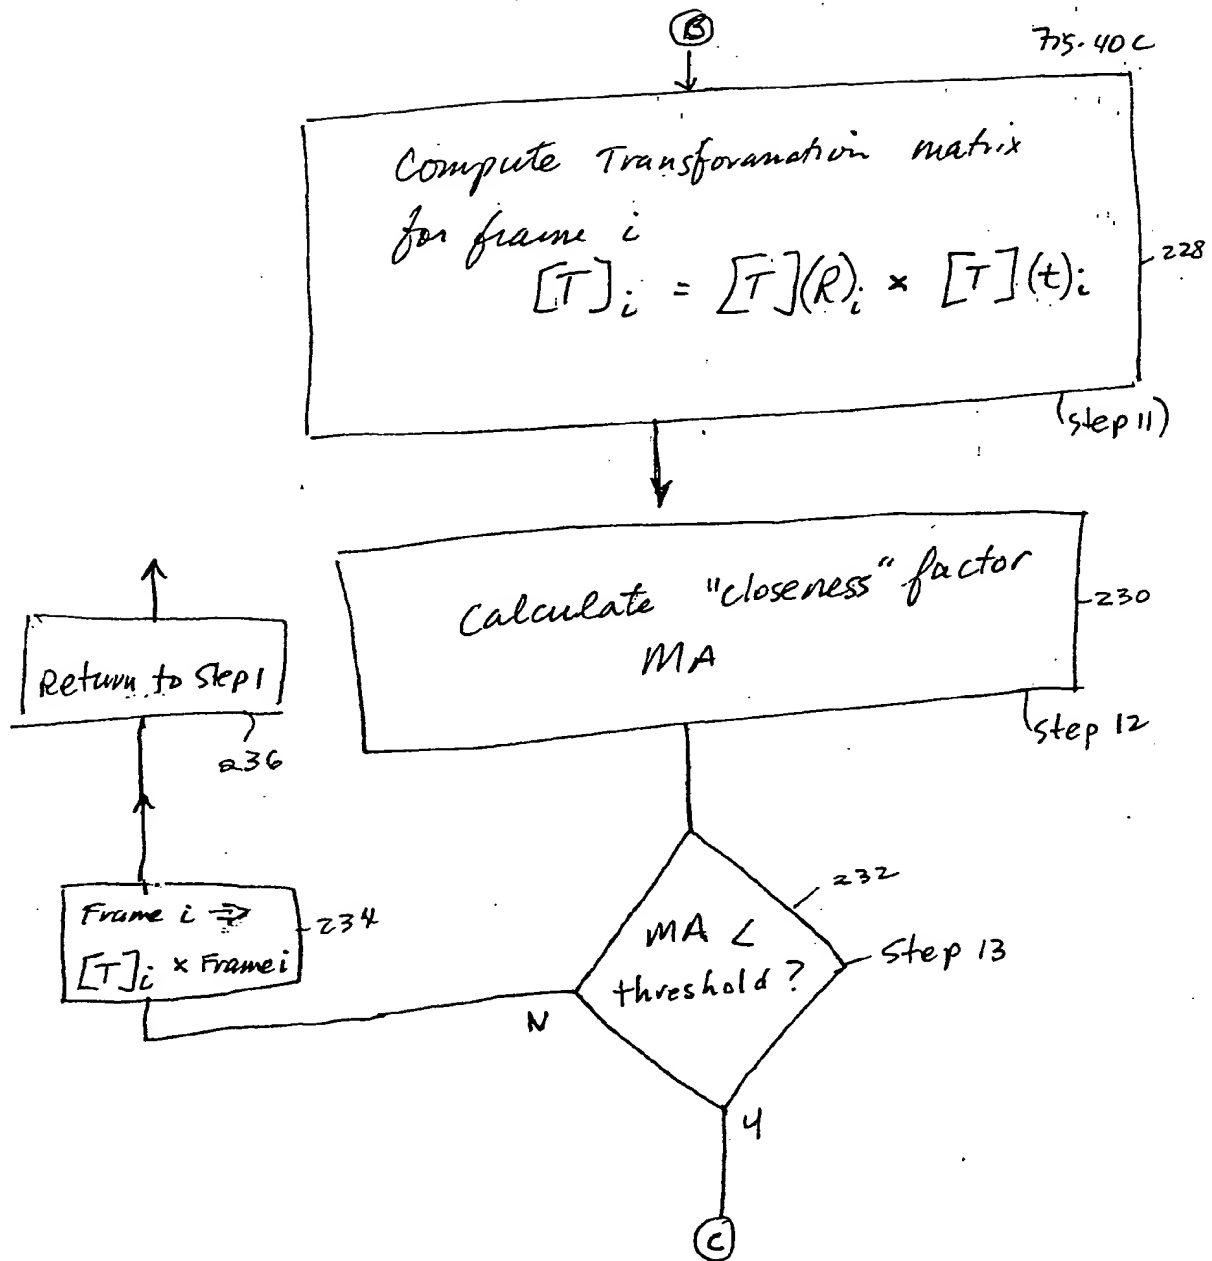 B
Fig. 40C
Compute Transforanation matrix
for frame i
[T]i = [T](R)i × [T](t)i
228
(step 11)
Calculate "closeness" factor
MA
230
Step 12
Return to Step 1
236
Frame i ⇒
[T]i × Frame i
234
MA <
threshold?
232
Step 13
N
Y
C